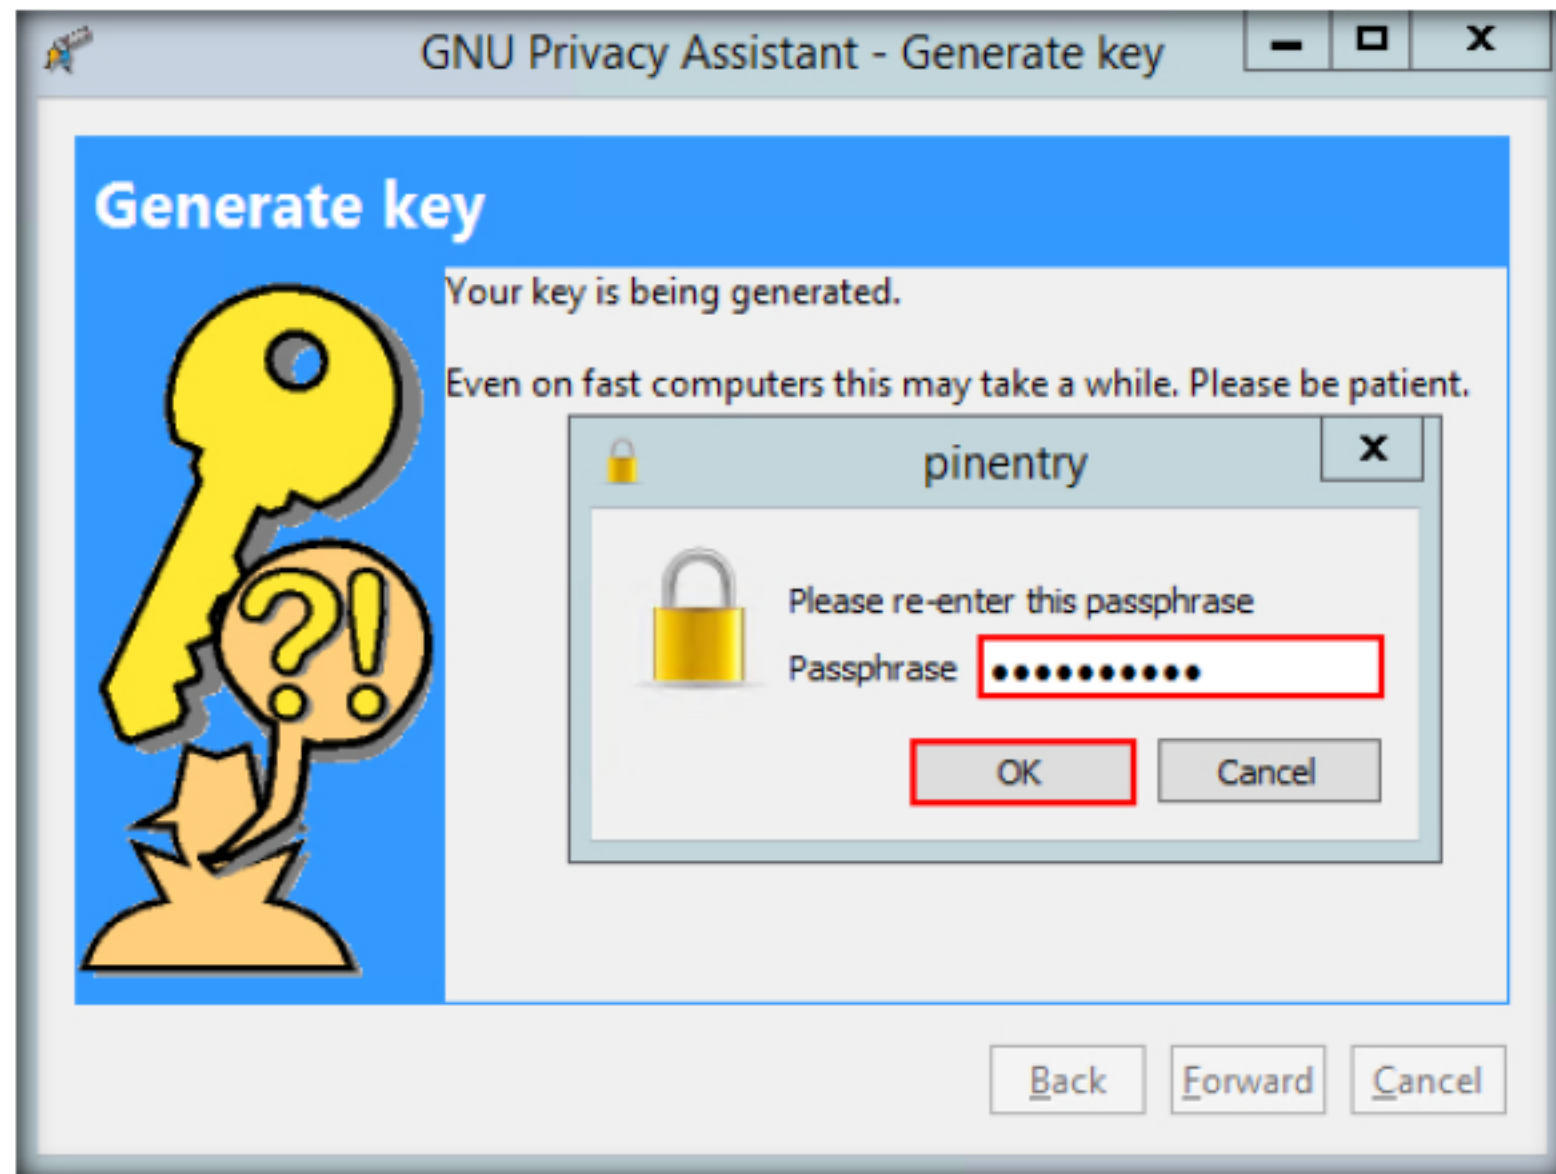 GNU Privacy Assistant - Generate key
Generate key
Your key is being generated.
Even on fast computers this may take a while. Please be patient.
pinentry
Please re-enter this passphrase
Passphrase ●●●●●●●●●●
OK Cancel
?!
Back Forward Cancel